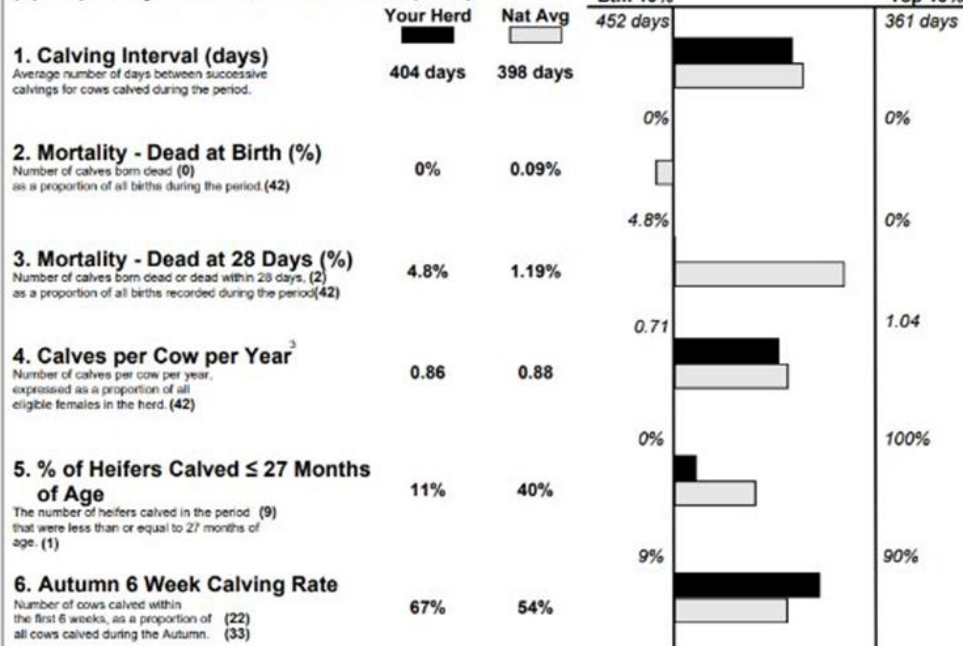 Your Herd Nat Avg
452 days 361 days
1. Calving Interval (days)
Average number of days between successive
calvings for cows calved during the period.
404 days 398 days
0% 0%
2. Mortality - Dead at Birth (%)
Number of calves born dead (0)
as a proportion of all births during the period.(42)
0% 0.09%
4.8% 0%
3. Mortality - Dead at 28 Days (%)
Number of calves born dead or dead within 28 days, (2)
as a proportion of all births recorded during the period(42)
4.8% 1.19%
0.71 1.04
4. Calves per Cow per Year3
Number of calves per cow per year,
expressed as a proportion of all
eligible females in the herd. (42)
0.86 0.88
0% 100%
5. % of Heifers Calved ≤ 27 Months
of Age
The number of heifers calved in the period (9)
that were less than or equal to 27 months of
age. (1)
11% 40%
9% 90%
6. Autumn 6 Week Calving Rate
Number of cows calved within
the first 6 weeks, as a proportion of (22)
all cows calved during the Autumn. (33)
67% 54%